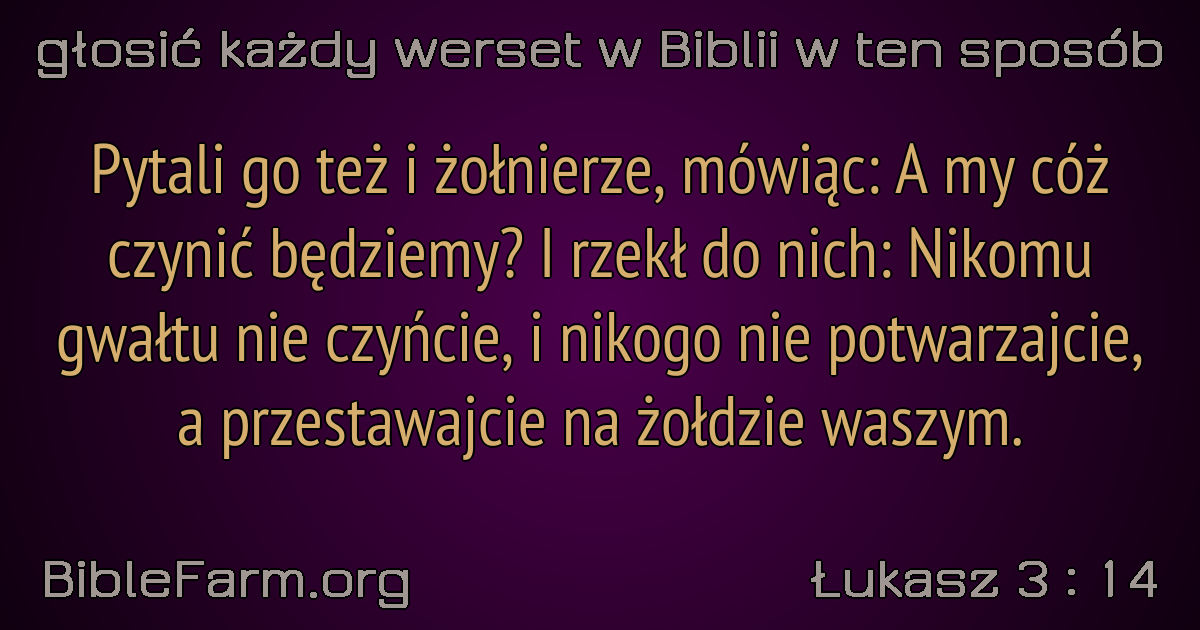 głosić każdy werset w Biblii w ten sposób
Pytali go też i żołnierze, mówiąc: A my cóż
czynić będziemy? I rzekł do nich: Nikomu
gwałtu nie czyńcie, i nikogo nie potwarzajcie,
a przestawajcie na żołdzie waszym.
BibleFarm.org
Łukasz 3 : 14